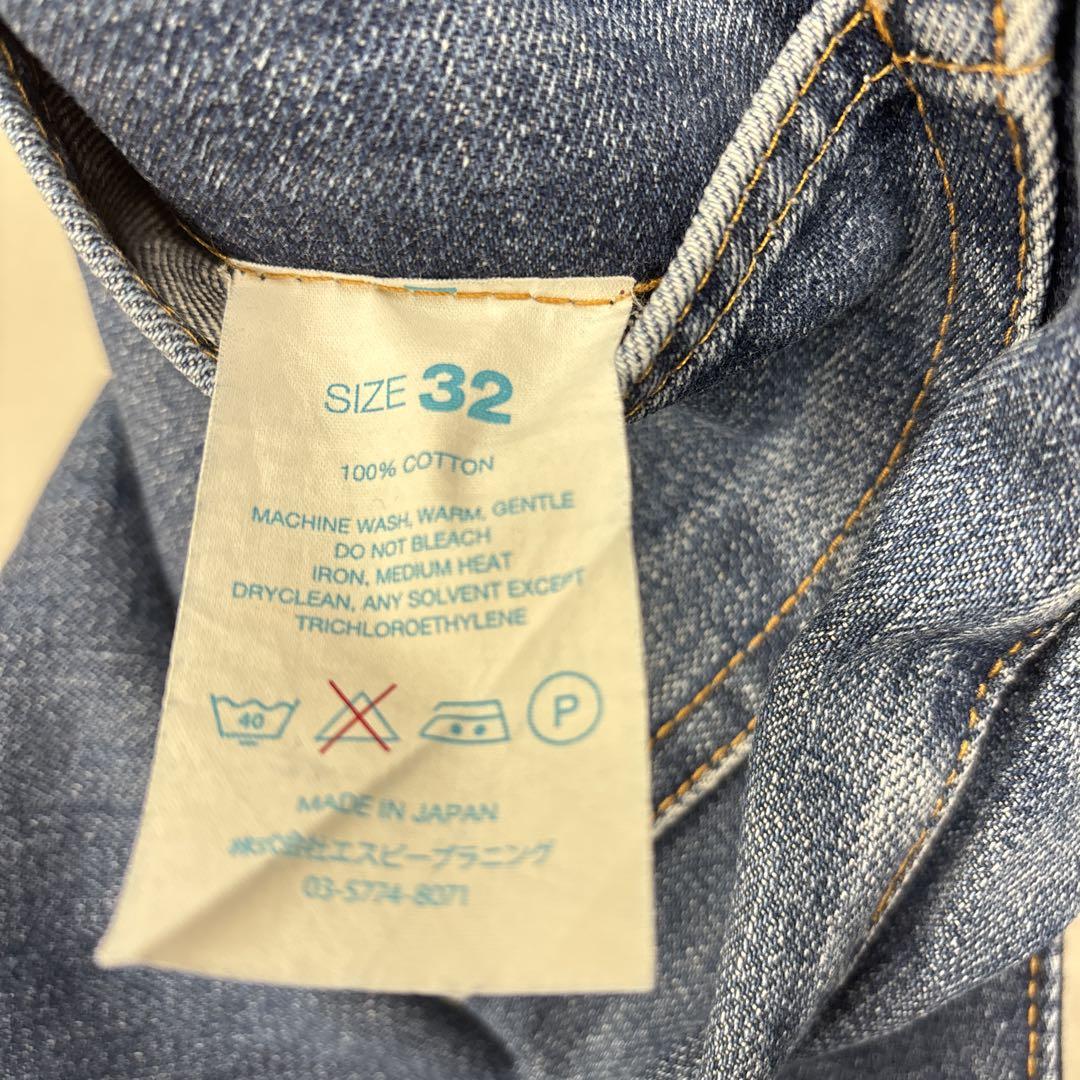 SIZE 32
100% COTTON
MACHINE WASH, WARM, GENTLE
DO NOT BLEACH
IRON, MEDIUM HEAT
DRYCLEAN, ANY SOLVENT EXCEPT
TRICHLOROETHYLENE
40
P
MADE IN JAPAN
株式会社エスピープラニング
03-5774-8071